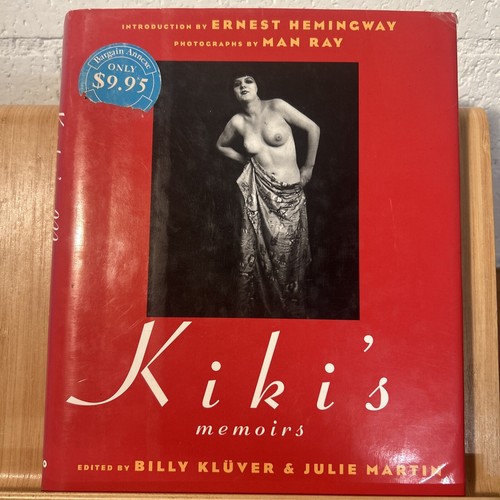 INTRODUCTION BY ERNEST HEMINGWAY
PHOTOGRAPHS BY MAN RAY
Bargain Annex
ONLY
$9.95
Kiki's
memoirs
EDITED BY BILLY KLÜVER & JULIE MARTIN